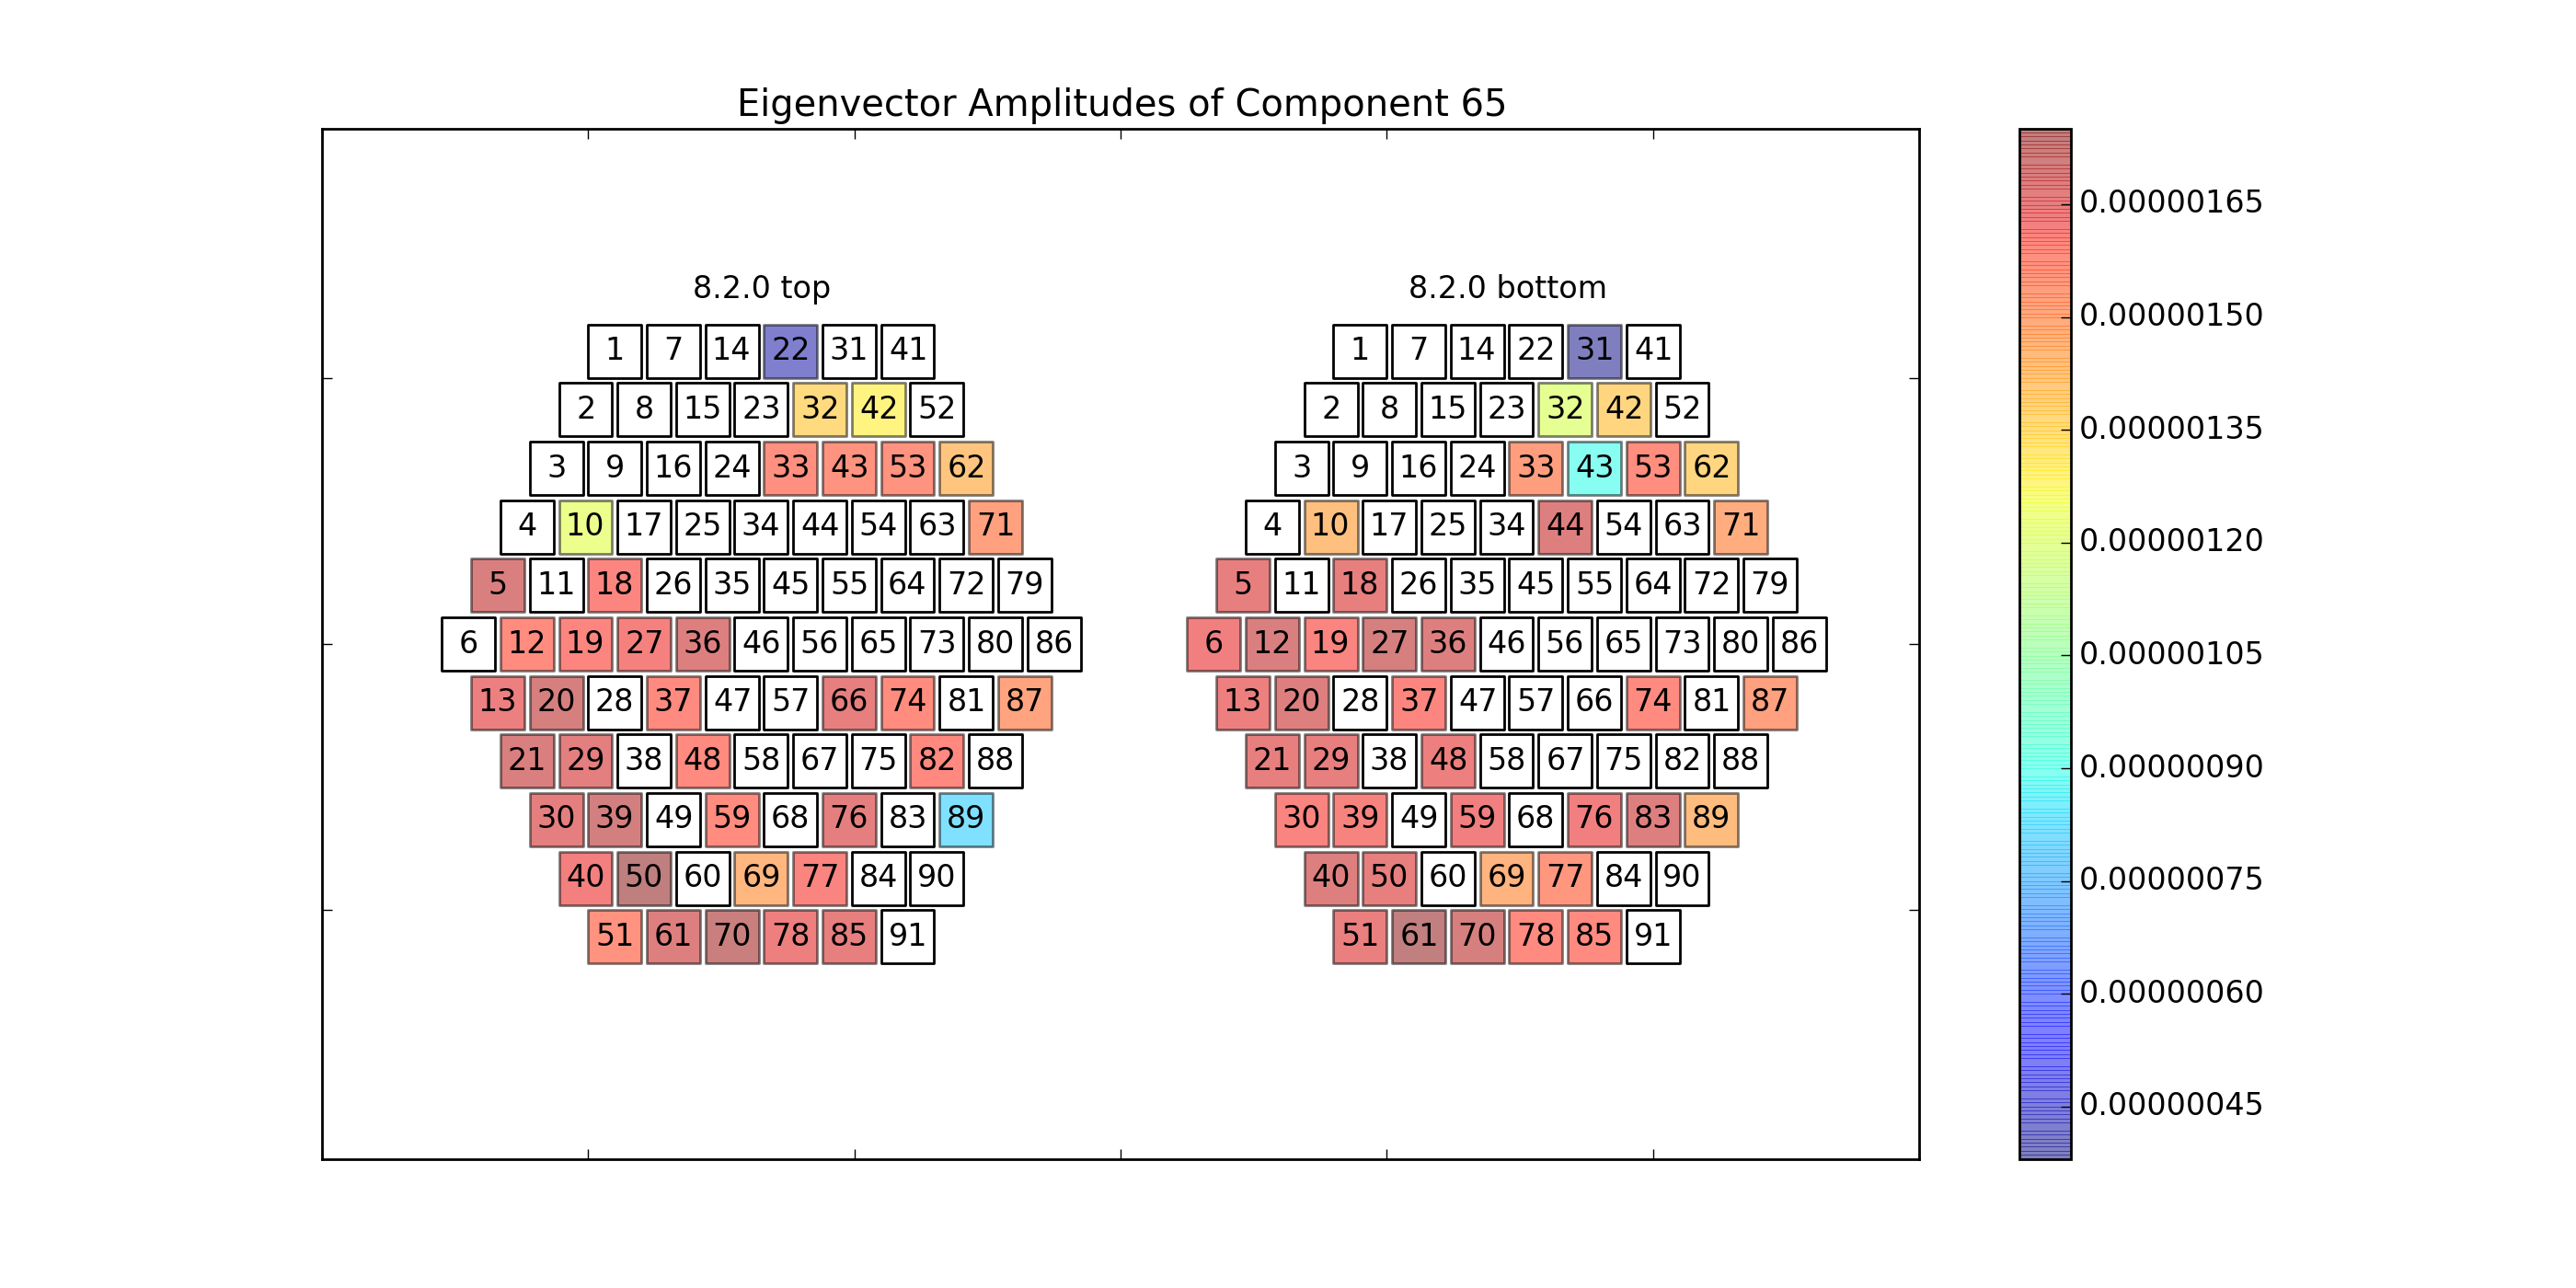 Eigenvector Amplitudes of Component 65
8.2.0 top
1 7 14 22 31 41
2 8 15 23 32 42 52
3 9 16 24 33 43 53 62
4 10 17 25 34 44 54 63 71
5 11 18 26 35 45 55 64 72 79
6 12 19 27 36 46 56 65 73 80 86
13 20 28 37 47 57 66 74 81 87
21 29 38 48 58 67 75 82 88
30 39 49 59 68 76 83 89
40 50 60 69 77 84 90
51 61 70 78 85 91
8.2.0 bottom
1 7 14 22 31 41
2 8 15 23 32 42 52
3 9 16 24 33 43 53 62
4 10 17 25 34 44 54 63 71
5 11 18 26 35 45 55 64 72 79
6 12 19 27 36 46 56 65 73 80 86
13 20 28 37 47 57 66 74 81 87
21 29 38 48 58 67 75 82 88
30 39 49 59 68 76 83 89
40 50 60 69 77 84 90
51 61 70 78 85 91
0.00000165
0.00000150
0.00000135
0.00000120
0.00000105
0.00000090
0.00000075
0.00000060
0.00000045